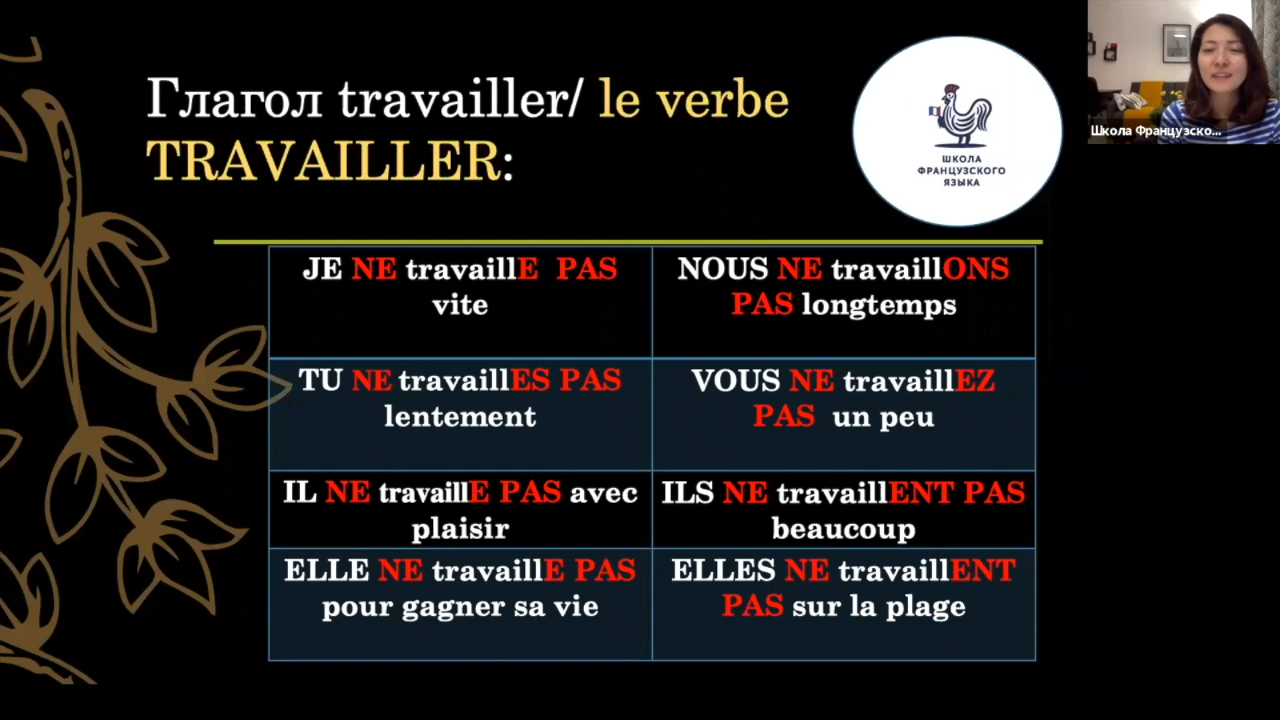 Глагол travailler/ le verbe
TRAVAILLER:
ШКОЛА
ФРАНЦУЗСКОГО
ЯЗЫКА
Школа Французско...
JE NE travaillE PAS
vite
NOUS NE travaillONS
PAS longtemps
TU NE travaillES PAS
lentement
VOUS NE travaillEZ
PAS un peu
IL NE travaillE PAS avec
plaisir
ILS NE travaillENT PAS
beaucoup
ELLE NE travaillE PAS
pour gagner sa vie
ELLES NE travaillENT
PAS sur la plage